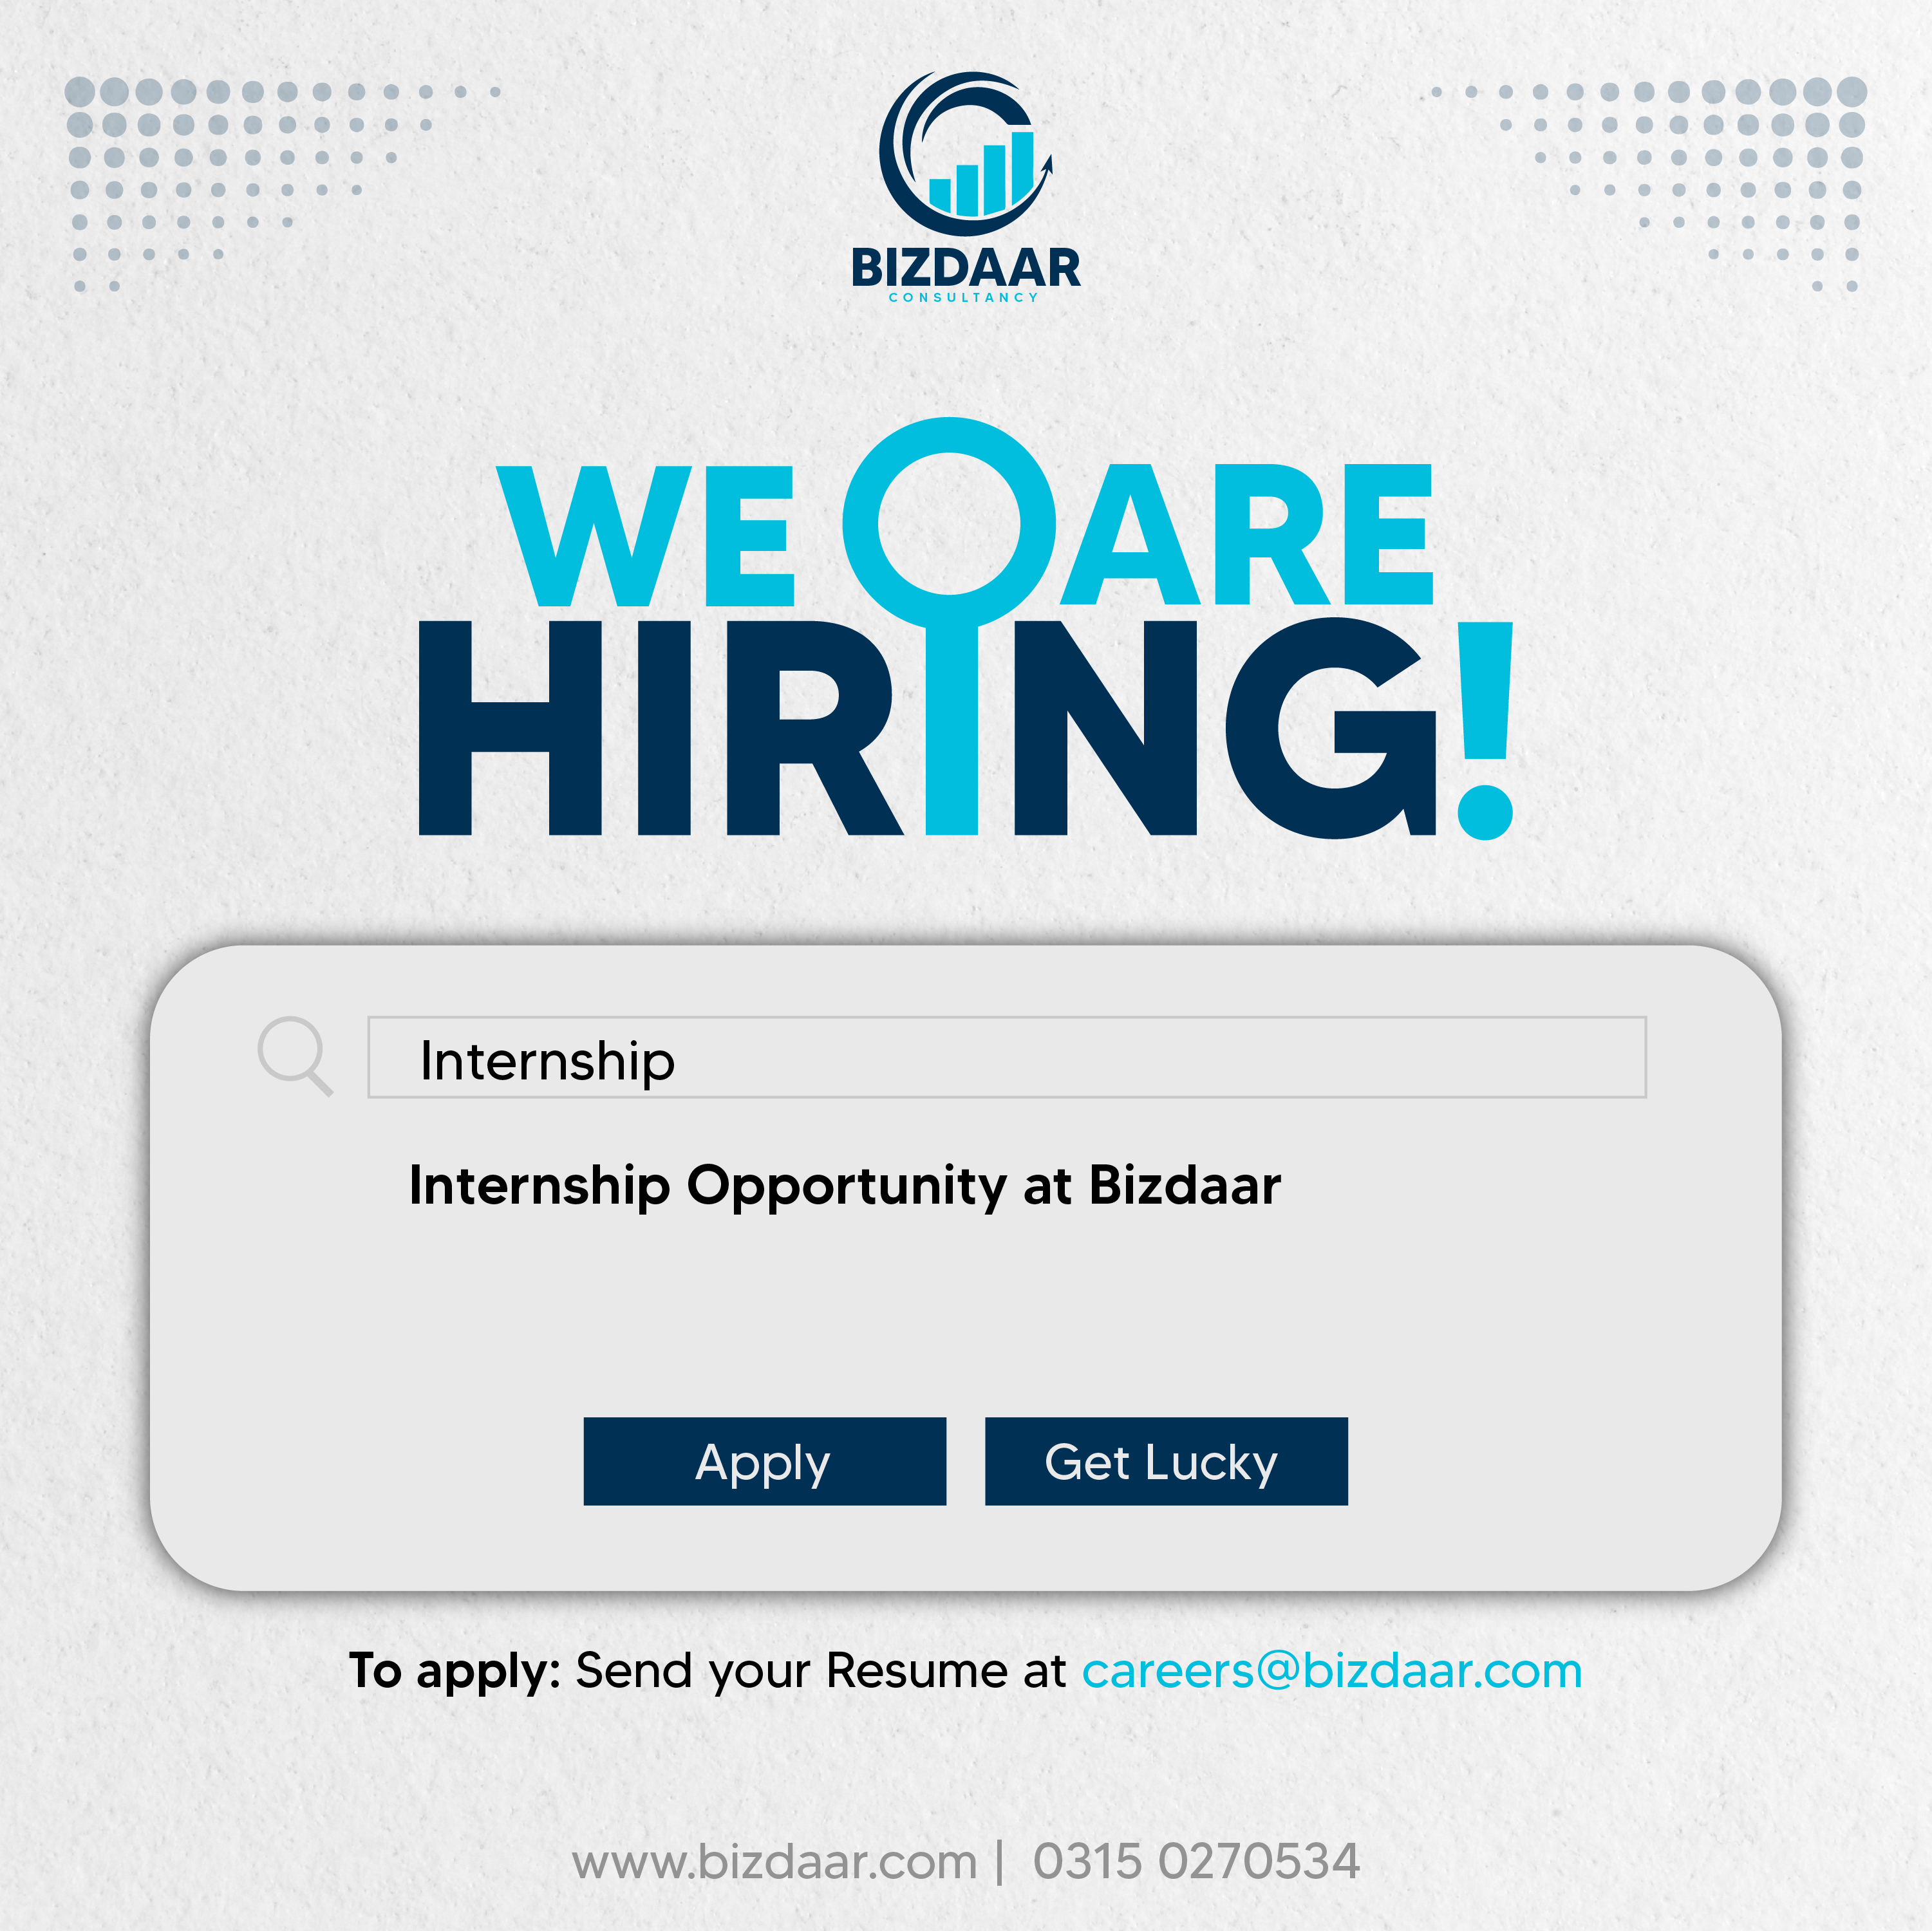 BIZDAAR
CONSULTANCY
WE ARE
HIRING!
Internship
Internship Opportunity at Bizdaar
Apply
Get Lucky
To apply: Send your Resume at careers@bizdaar.com
www.bizdaar.com | 0315 0270534